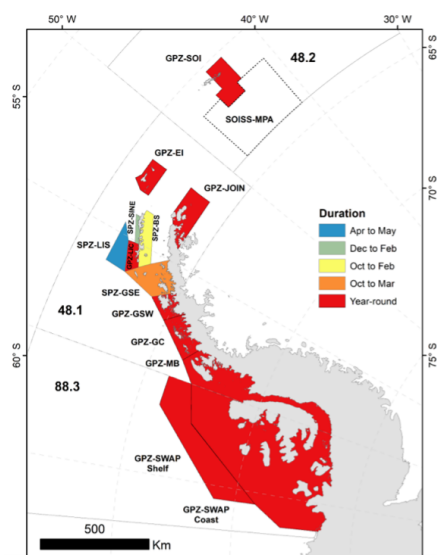 50° W
40° W
30° W
65° S
GPZ-SOI
48.2
55° S
SOISS-MPA
GPZ-EI
GPZ-JOIN
70° S
SPZ-SINE
SPZ-BS
SPZ-LIS
GPZ-LIC
Duration
Apr to May
Dec to Feb
Oct to Feb
Oct to Mar
Year-round
SPZ-GSE
GPZ-GSW
48.1
GPZ-GC
60° S
GPZ-MB
75° S
88.3
GPZ-SWAP
Shelf
GPZ-SWAP
Coast
500
Km